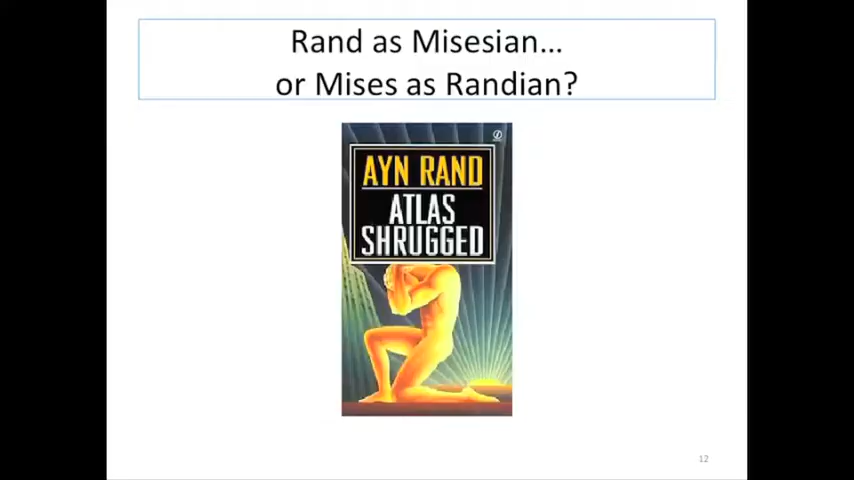 Rand as Misesian...
or Mises as Randian?
AYN RAND
ATLAS
SHRUGGED
12